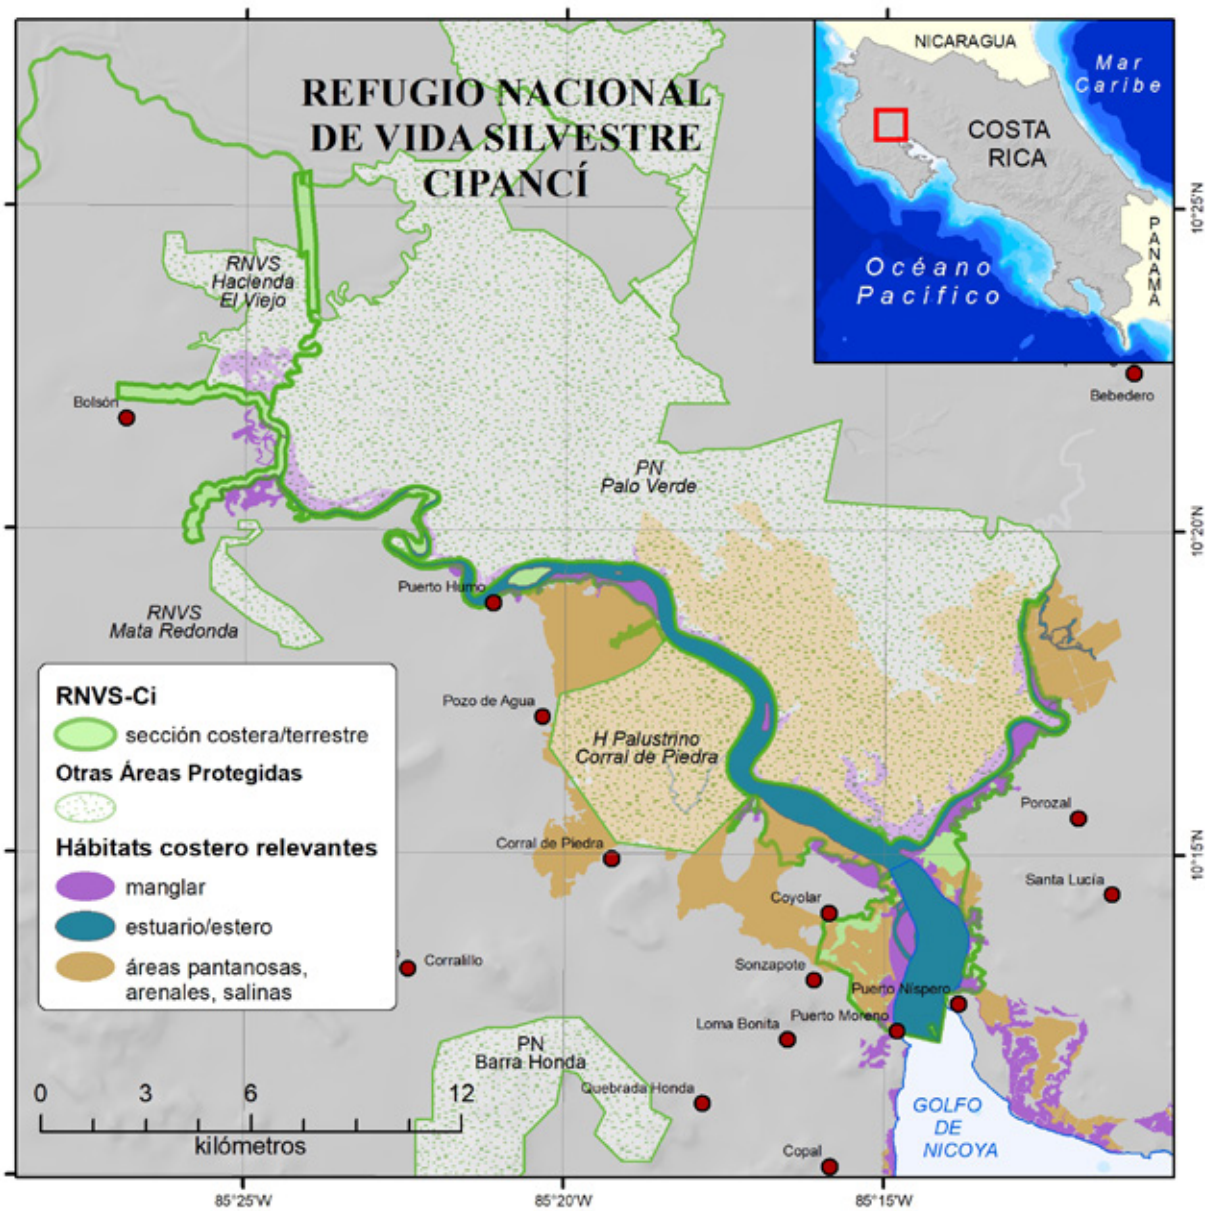 REFUGIO NACIONAL
DE VIDA SILVESTRE
CIPANCÍ
NICARAGUA
Mar
Caribe
COSTA
RICA
PANAMÁ
Océano
Pacífico
10°25'N
RNVS
Hacienda
El Viejo
Bolsón
Bebedero
PN
Palo Verde
10°20'N
Puerto Humo
RNVS
Mata Redonda
Pozo de Agua
H Palustrino
Corral de Piedra
Porozal
10°15'N
Corral de Piedra
Santa Lucía
Coyolar
Corralillo
Sonzapote
Puerto Níspero
Puerto Moreno
Loma Bonita
PN
Barra Honda
Quebrada Honda
GOLFO
DE
NICOYA
Copal
RNVS-Ci
sección costera/terrestre
Otras Áreas Protegidas
Hábitats costero relevantes
manglar
estuario/estero
áreas pantanosas,
arenales, salinas
0 3 6 12
kilómetros
85°25'W 85°20'W 85°15'W